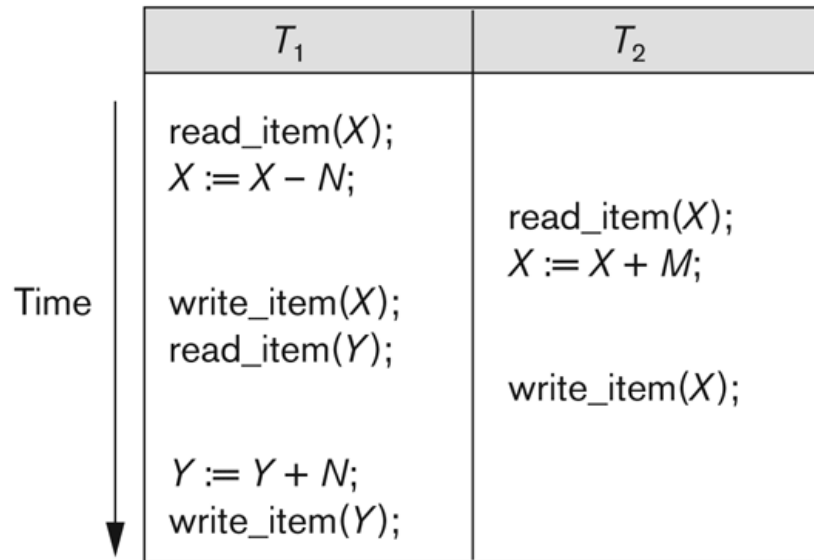 T₁ T₂
read_item(X);
X := X – N;
read_item(X);
X := X + M;
Time
write_item(X);
read_item(Y);
write_item(X);
Y := Y + N;
write_item(Y);